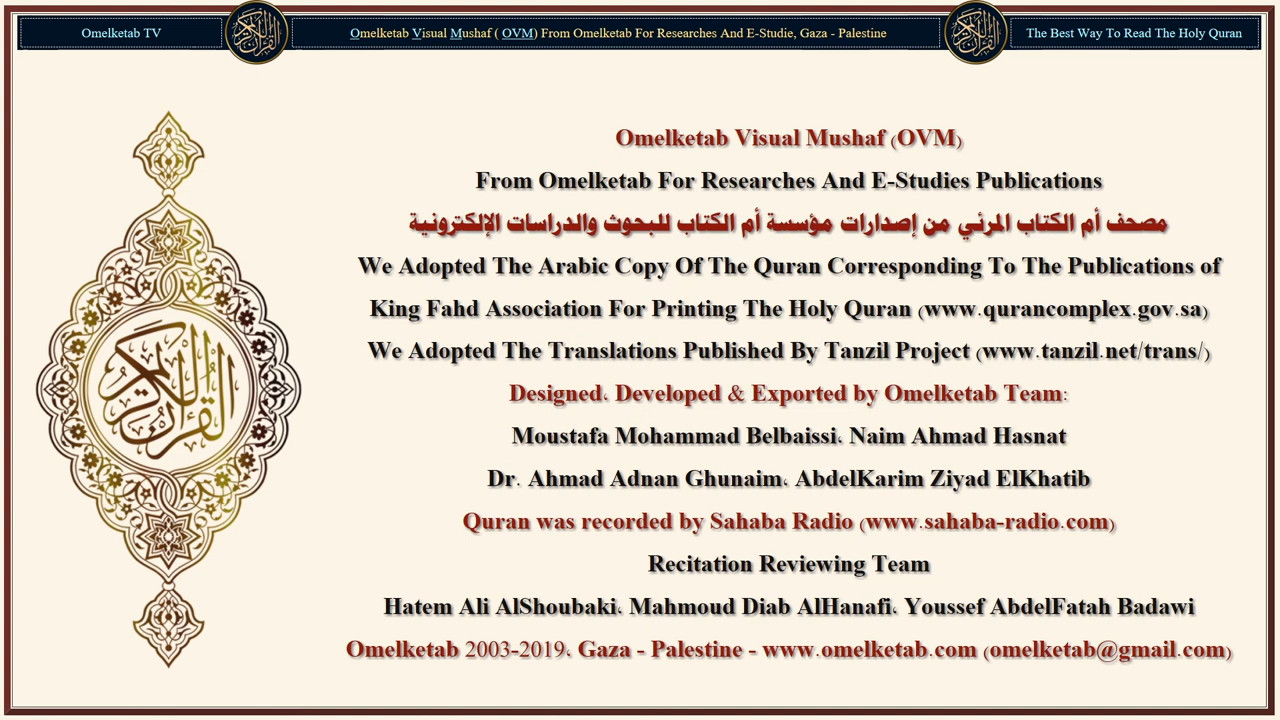 Omelketab TV
Omelketab Visual Mushaf ( OVM) From Omelketab For Researches And E-Studie, Gaza - Palestine
The Best Way To Read The Holy Quran
Omelketab Visual Mushaf (OVM)
From Omelketab For Researches And E-Studies Publications
مصحف أم الكتاب المرئي من إصدارات مؤسسة أم الكتاب للبحوث والدراسات الإلكترونية
We Adopted The Arabic Copy Of The Quran Corresponding To The Publications of
King Fahd Association For Printing The Holy Quran (www.qurancomplex.gov.sa)
We Adopted The Translations Published By Tanzil Project (www.tanzil.net/trans/)
Designed، Developed & Exported by Omelketab Team:
Moustafa Mohammad Belbaissi، Naim Ahmad Hasnat
Dr. Ahmad Adnan Ghunaim، AbdelKarim Ziyad ElKhatib
Quran was recorded by Sahaba Radio (www.sahaba-radio.com)
Recitation Reviewing Team
Hatem Ali AlShoubaki، Mahmoud Diab AlHanafi، Youssef AbdelFatah Badawi
Omelketab 2003-2019، Gaza - Palestine - www.omelketab.com (omelketab@gmail.com)
القرآن الكريم